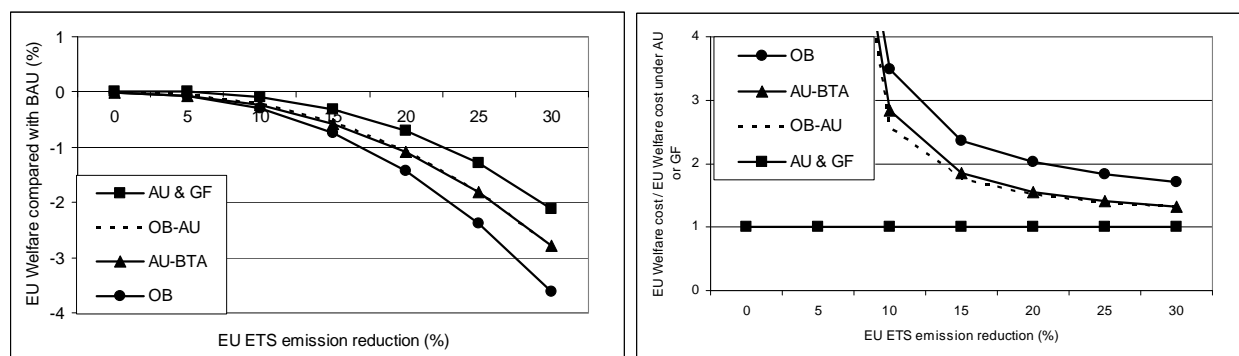 EU Welfare compared with BAU (%)
1
0
-1
-2
-3
-4
0 5 10 15 20 25 30
AU & GF
OB-AU
AU-BTA
OB
EU ETS emission reduction (%)
EU Welfare cost / EU Welfare cost under AU
or GF
4
3
2
1
0
OB
AU-BTA
OB-AU
AU & GF
0 5 10 15 20 25 30
EU ETS emission reduction (%)